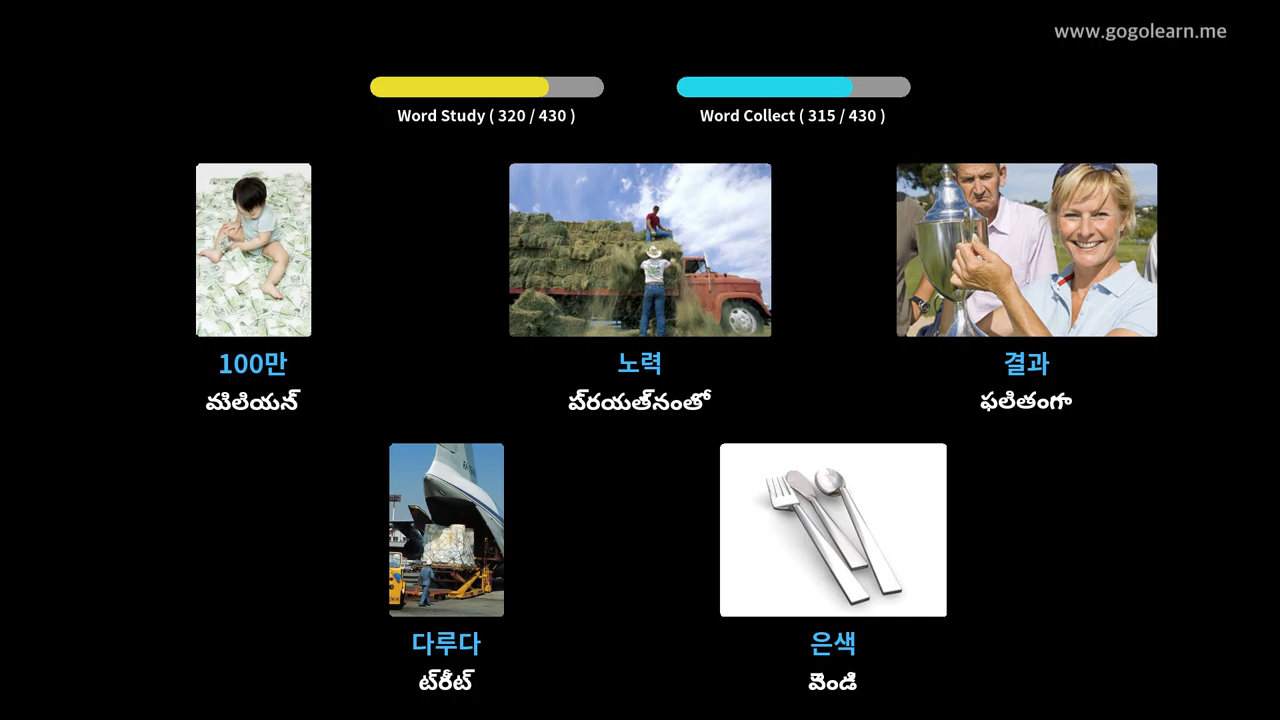 www.gogolearn.me
Word Study ( 320 / 430 )
Word Collect ( 315 / 430 )
100만
노력
결과
మిలియన్
ప్రయత్నంతో
ఫలితంగా
다루다
은색
ట్రీట్
వెండి